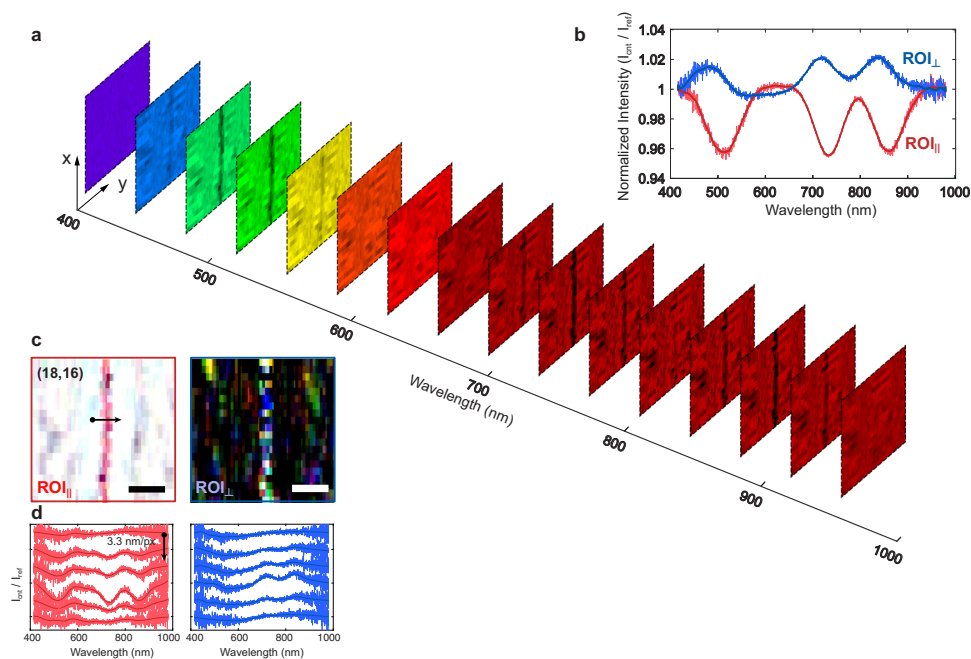 a
x
y
400
500
600
700
800
900
1000
Wavelength (nm)
b
Normalized Intensity (I_cnt / I_ref)
1.04
1.02
1
0.98
0.96
0.94
ROI⊥
ROI||
400 500 600 700 800 900 1000
Wavelength (nm)
c
(18,16)
ROI||
ROI⊥
d
I_cnt / I_ref
3.3 nm/px
400 600 800 1000
Wavelength (nm)
400 600 800 1000
Wavelength (nm)